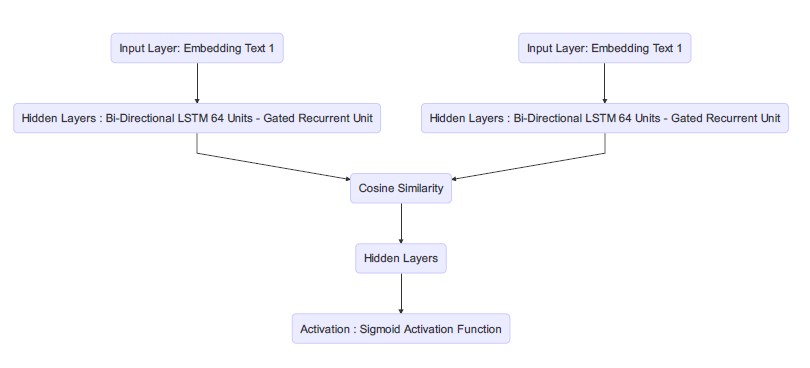 Input Layer: Embedding Text 1
Input Layer: Embedding Text 1
Hidden Layers : Bi-Directional LSTM 64 Units - Gated Recurrent Unit
Hidden Layers : Bi-Directional LSTM 64 Units - Gated Recurrent Unit
Cosine Similarity
Hidden Layers
Activation : Sigmoid Activation Function